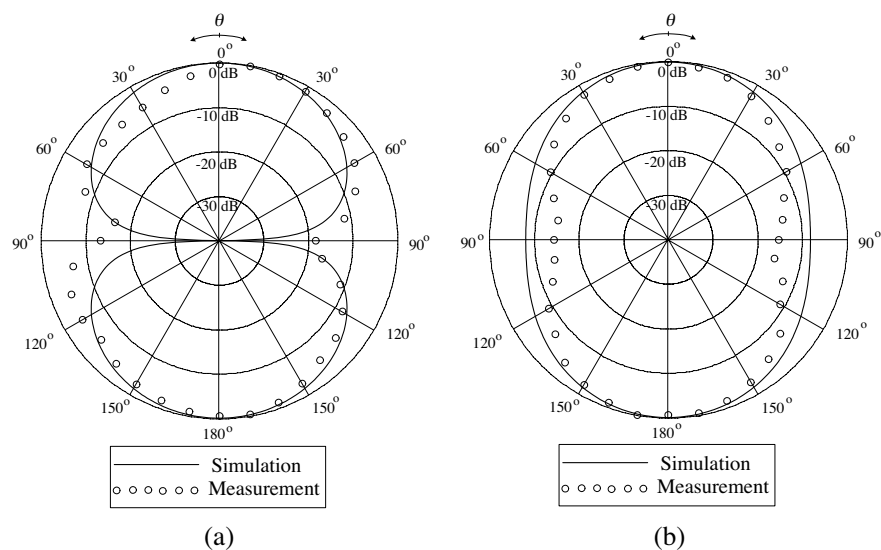 θ
0°
0 dB
30°
30°
-10 dB
60°
60°
-20 dB
-30 dB
90°
90°
120°
120°
150°
150°
180°
Simulation
Measurement
(a)
θ
0°
0 dB
30°
30°
-10 dB
60°
60°
-20 dB
-30 dB
90°
90°
120°
120°
150°
150°
180°
Simulation
Measurement
(b)